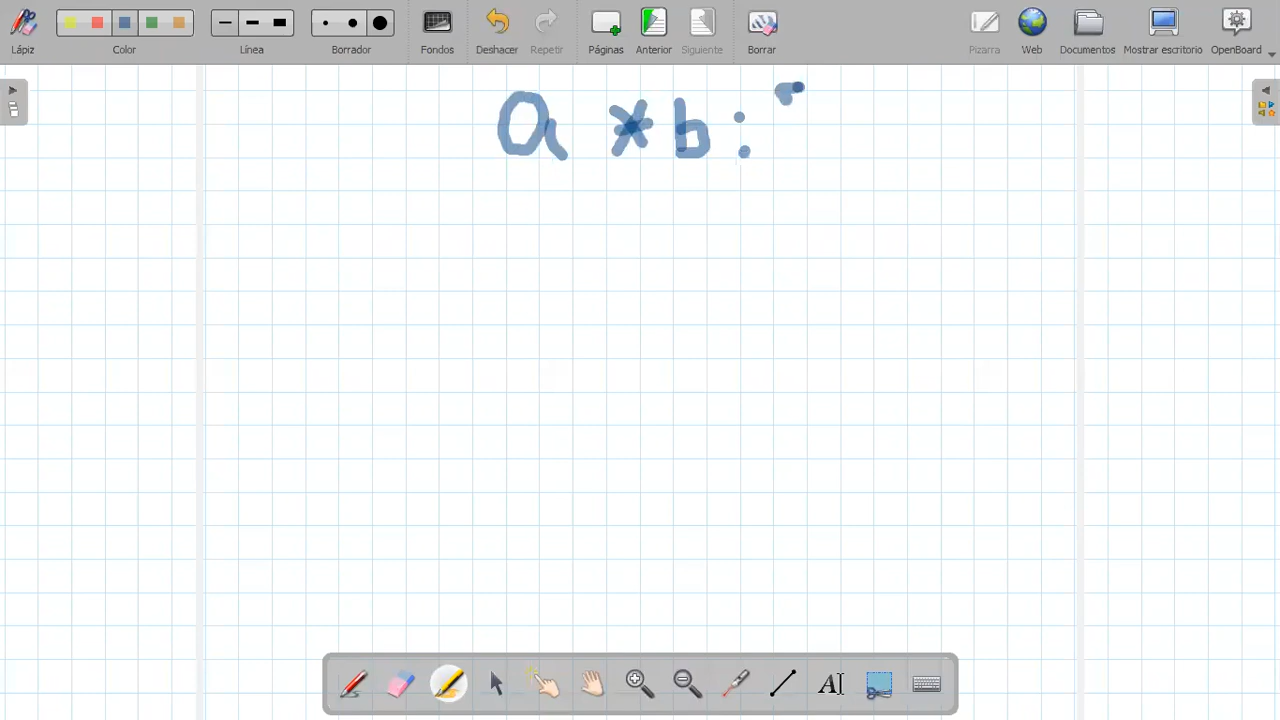 Lápiz Color Línea Borrador Fondos Deshacer Repetir Páginas Anterior Siguiente Borrar Pizarra Web Documentos Mostrar escritorio OpenBoard
a * b :